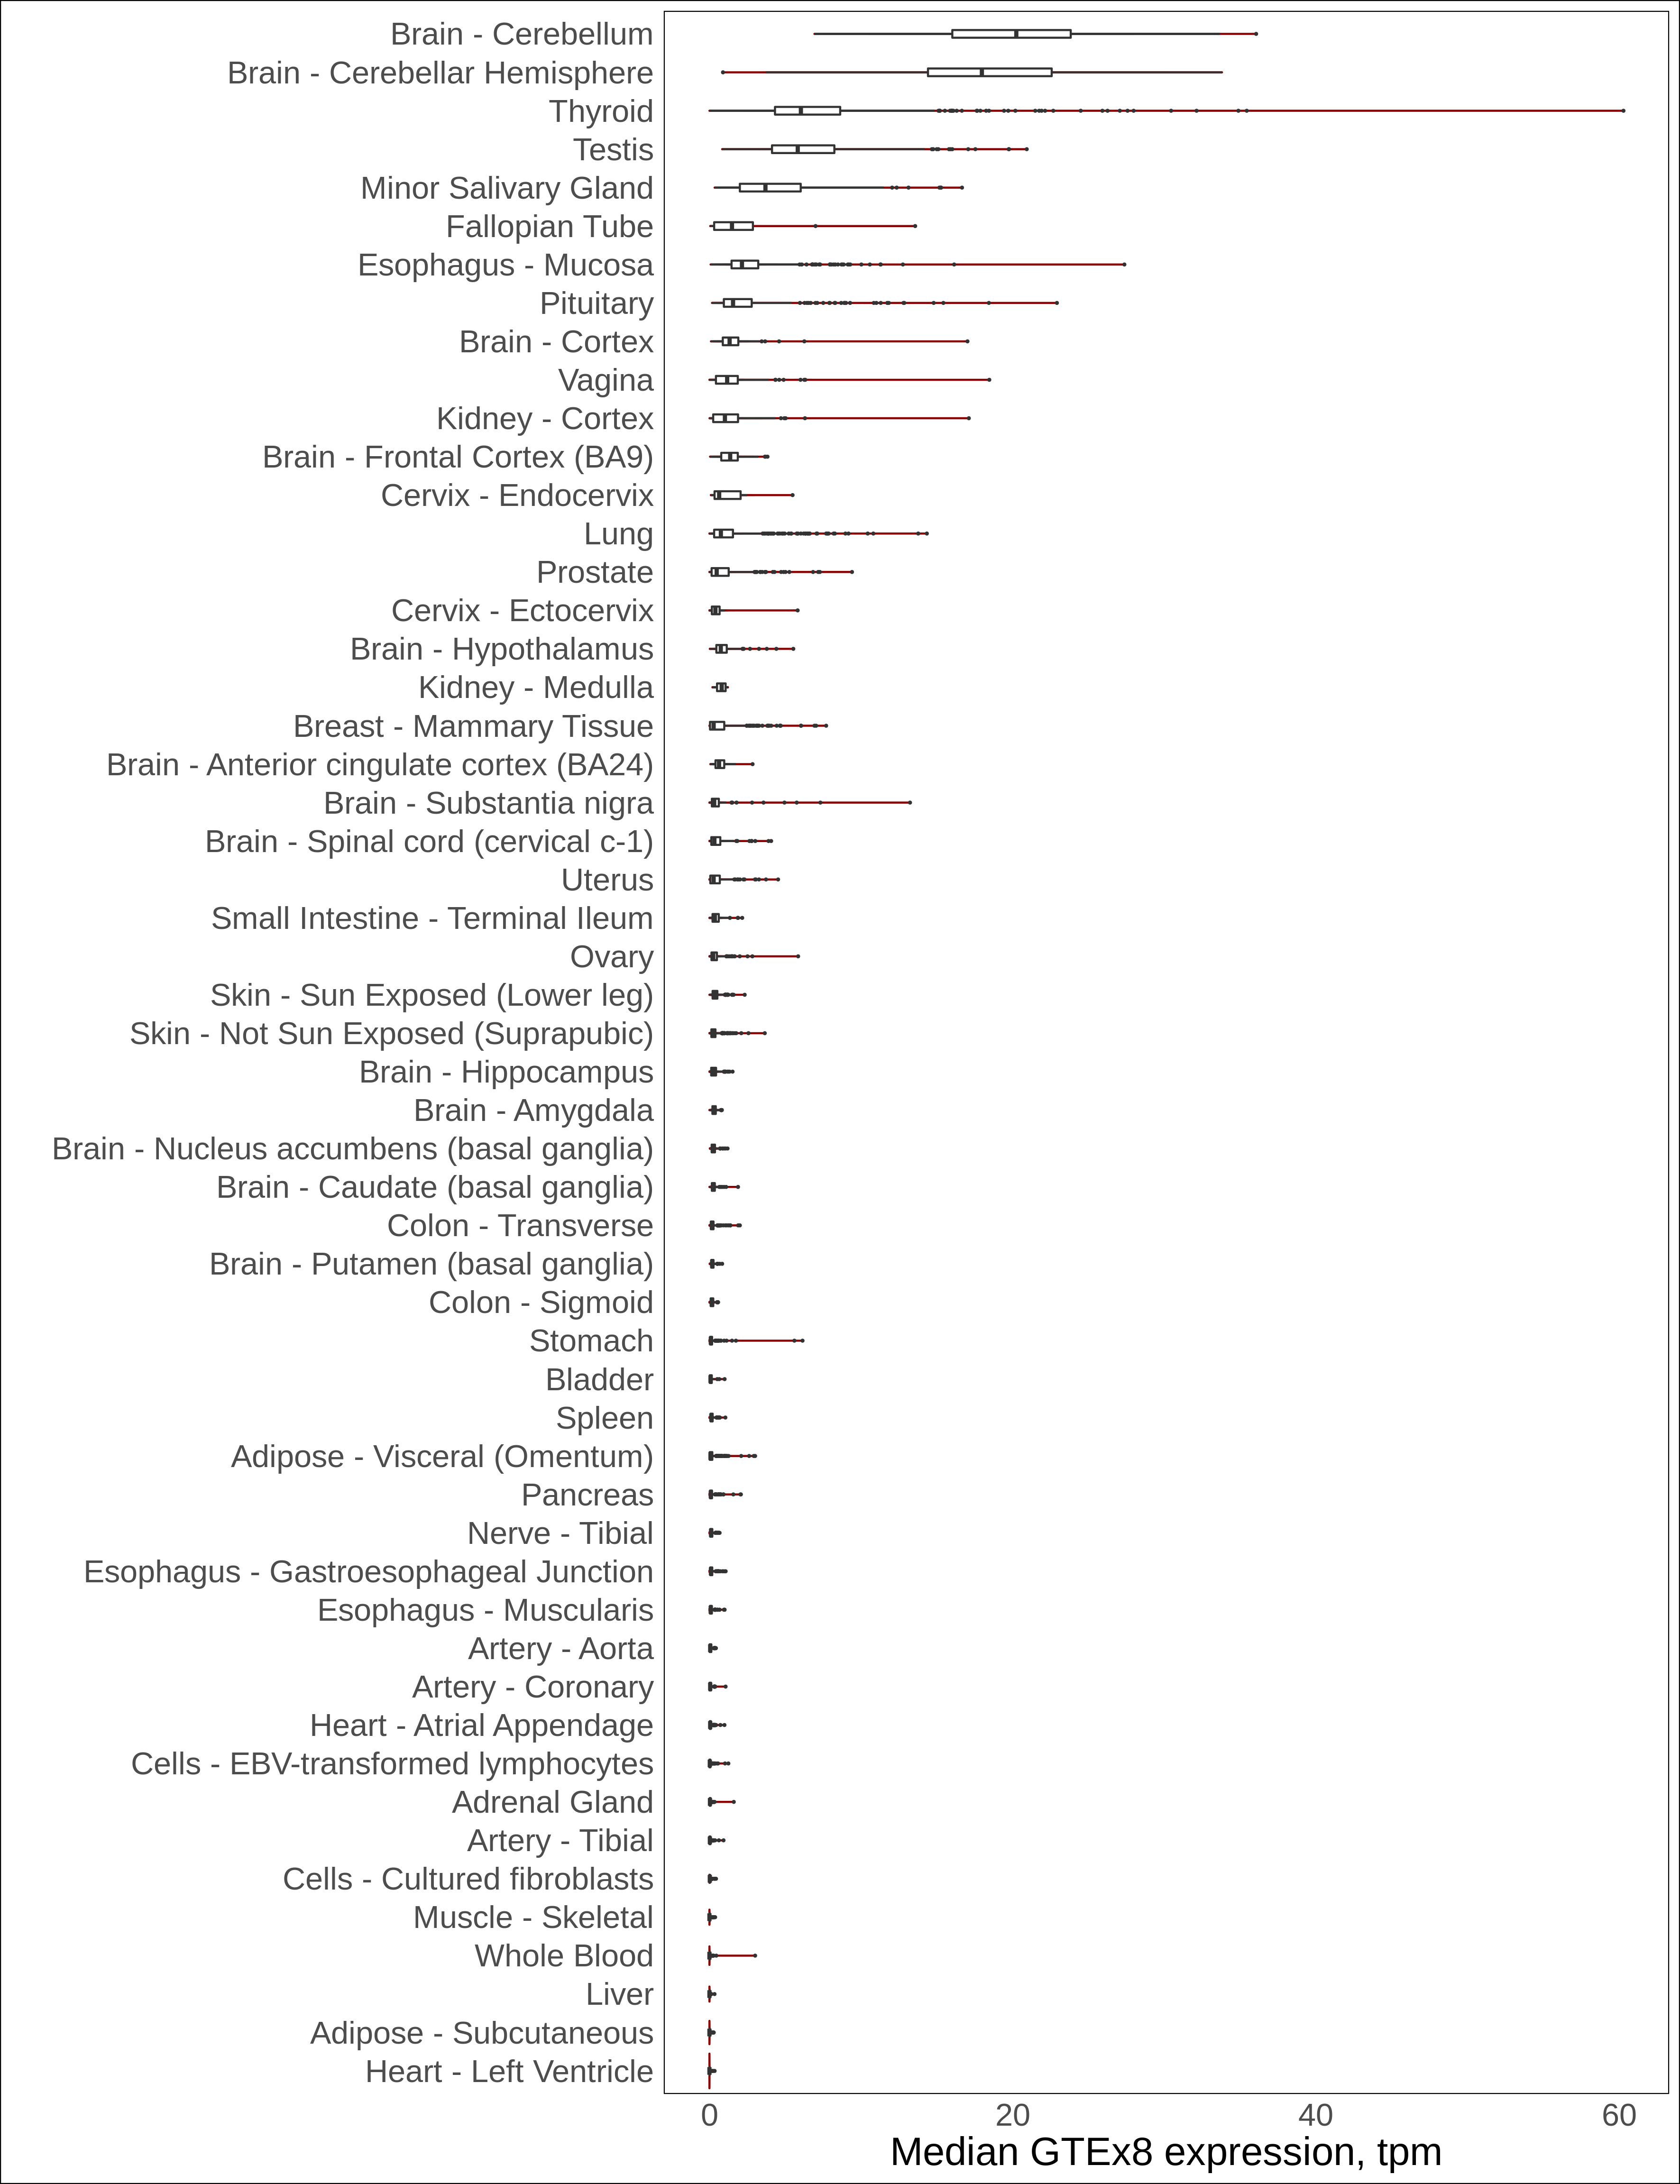 Brain - Cerebellum
Brain - Cerebellar Hemisphere
Thyroid
Testis
Minor Salivary Gland
Fallopian Tube
Esophagus - Mucosa
Pituitary
Brain - Cortex
Vagina
Kidney - Cortex
Brain - Frontal Cortex (BA9)
Cervix - Endocervix
Lung
Prostate
Cervix - Ectocervix
Brain - Hypothalamus
Kidney - Medulla
Breast - Mammary Tissue
Brain - Anterior cingulate cortex (BA24)
Brain - Substantia nigra
Brain - Spinal cord (cervical c-1)
Uterus
Small Intestine - Terminal Ileum
Ovary
Skin - Sun Exposed (Lower leg)
Skin - Not Sun Exposed (Suprapubic)
Brain - Hippocampus
Brain - Amygdala
Brain - Nucleus accumbens (basal ganglia)
Brain - Caudate (basal ganglia)
Colon - Transverse
Brain - Putamen (basal ganglia)
Colon - Sigmoid
Stomach
Bladder
Spleen
Adipose - Visceral (Omentum)
Pancreas
Nerve - Tibial
Esophagus - Gastroesophageal Junction
Esophagus - Muscularis
Artery - Aorta
Artery - Coronary
Heart - Atrial Appendage
Cells - EBV-transformed lymphocytes
Adrenal Gland
Artery - Tibial
Cells - Cultured fibroblasts
Muscle - Skeletal
Whole Blood
Liver
Adipose - Subcutaneous
Heart - Left Ventricle
0 20 40 60
Median GTEx8 expression, tpm